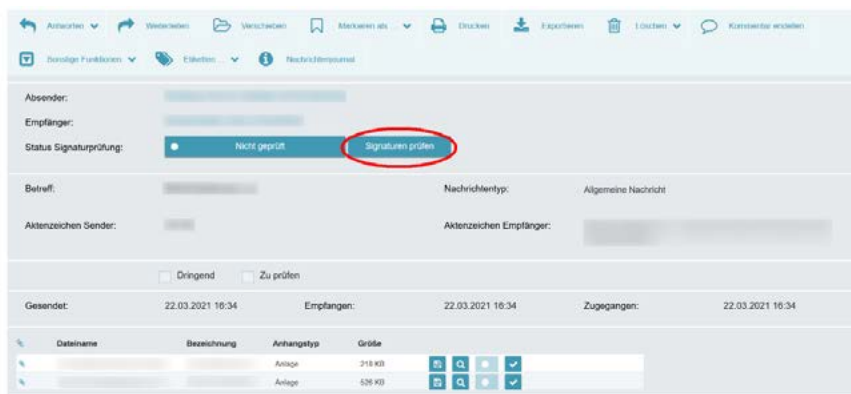 Antworten Weiterleiten Verschieben Markieren als ... Drucken Exportieren Löschen Kommentar erstellen
Sonstige Funktionen Etiketten ... Nachrichtenjournal
Absender:
Empfänger:
Status Signaturprüfung: Nicht geprüft Signaturen prüfen
Betreff: Nachrichtentyp: Allgemeine Nachricht
Aktenzeichen Sender: Aktenzeichen Empfänger:
Dringend Zu prüfen
Gesendet: 22.03.2021 16:34 Empfangen: 22.03.2021 16:34 Zugegangen: 22.03.2021 16:34
Dateiname Bezeichnung Anhangstyp Größe
Anlage 218 KB
Anlage 526 KB